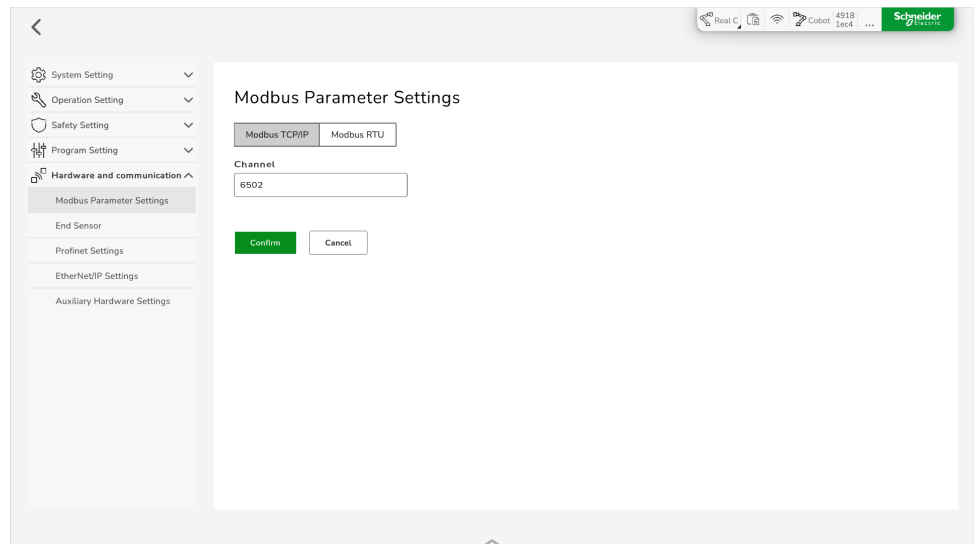 Real C
Cobot
4918
1ec4
...
Schneider
Electric
System Setting
Operation Setting
Safety Setting
Program Setting
Hardware and communication
Modbus Parameter Settings
End Sensor
Profinet Settings
EtherNet/IP Settings
Auxiliary Hardware Settings
Modbus Parameter Settings
Modbus TCP/IP
Modbus RTU
Channel
6502
Confirm
Cancel